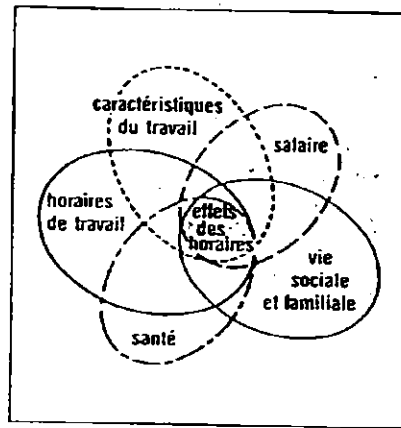 caractéristiques
du travail
salaire
horaires
de travail
effets
des
horaires
vie
sociale
et familiale
santé